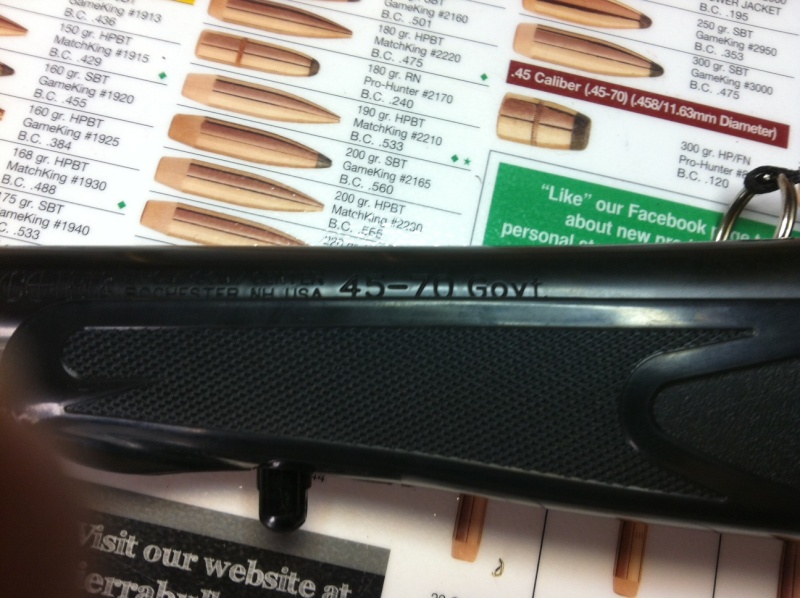 GameKing #1913
B.C. .436
150 gr. HPBT
MatchKing #1915
B.C. .429
160 gr. SBT
GameKing #1920
B.C. .455
160 gr. HPBT
GameKing #1925
B.C. .384
168 gr. HPBT
MatchKing #1930
B.C. .488
175 gr. SBT
GameKing #1940
B.C. .533
GameKing #2160
B.C. .501
180 gr. HPBT
MatchKing #2220
B.C. .475
180 gr. RN
Pro-Hunter #2170
B.C. .240
190 gr. HPBT
MatchKing #2210
B.C. .533
200 gr. SBT
GameKing #2165
B.C. .560
200 gr. HPBT
MatchKing #2230
B.C. .565
JACKET
B.C. .195
250 gr. SBT
GameKing #2950
B.C. .353
300 gr. SBT
GameKing #3000
B.C. .475
.45 Caliber (.45-70) (.458/11.63mm Diameter)
300 gr. HP/FN
Pro-Hunter
B.C. .120
"Like" our Facebook
about new
personal
ROCHESTER NH USA 45-70 Govt.
Visit our website at